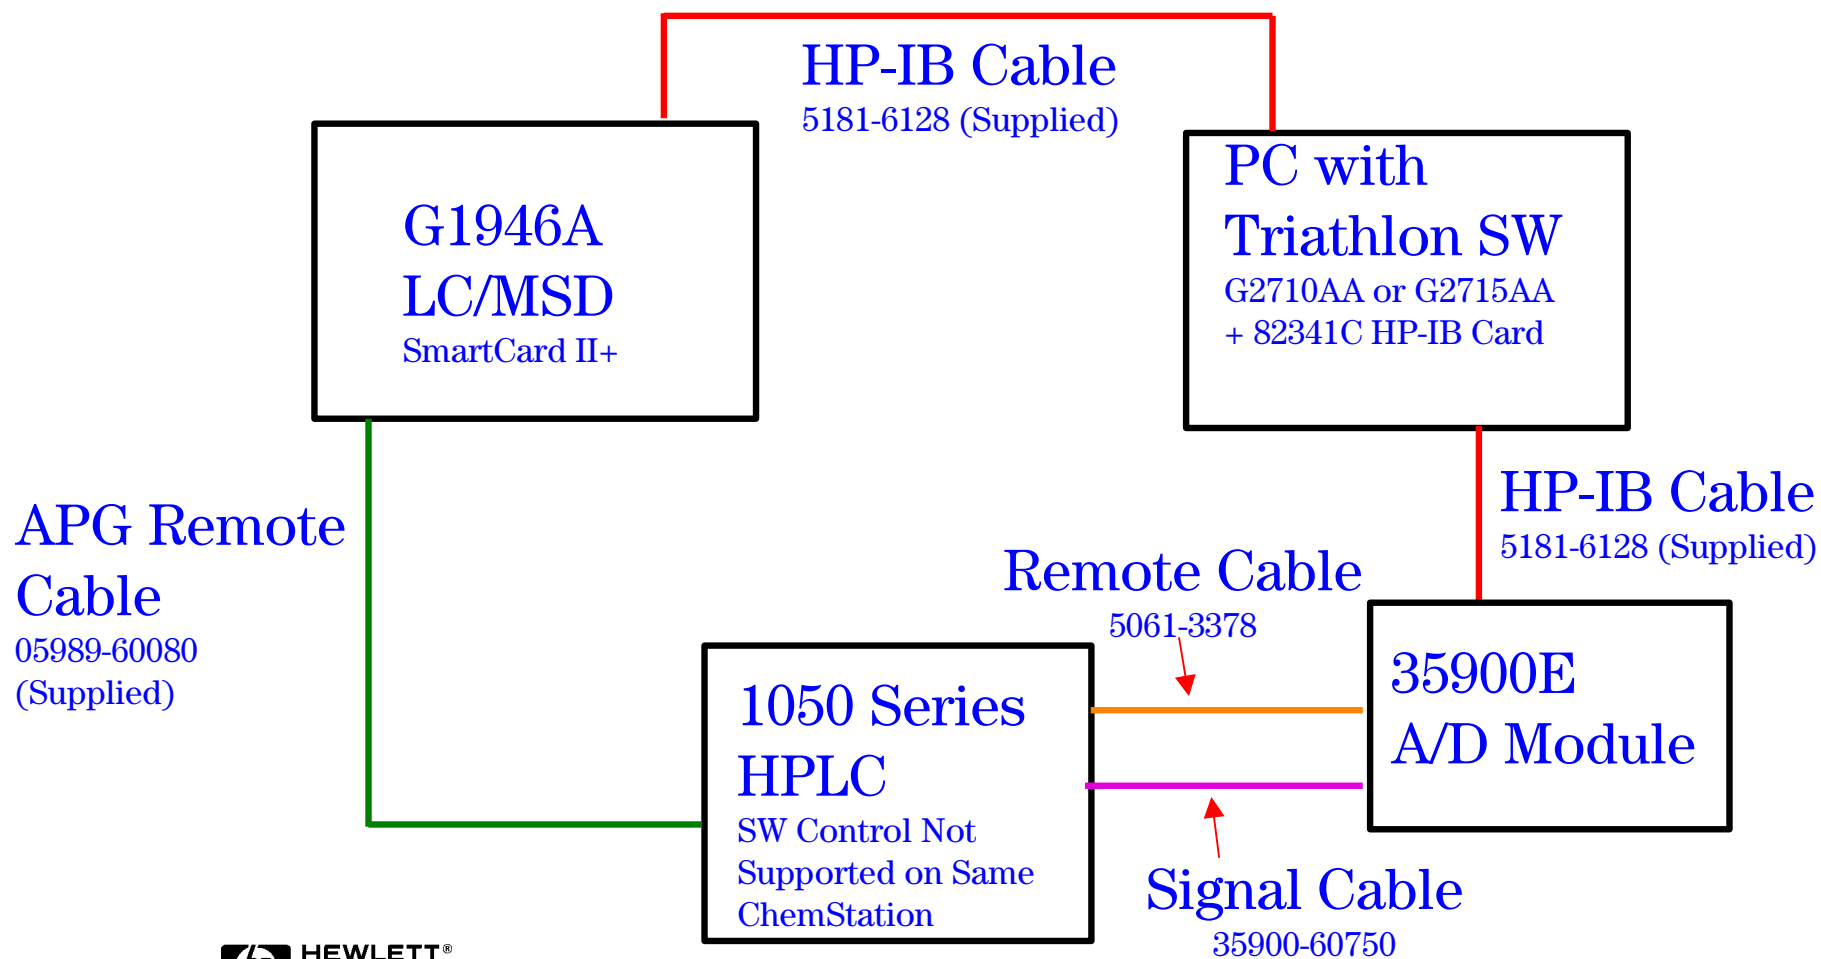 HP-IB Cable
5181-6128 (Supplied)
G1946A
LC/MSD
SmartCard II+
PC with
Triathlon SW
G2710AA or G2715AA
+ 82341C HP-IB Card
HP-IB Cable
5181-6128 (Supplied)
APG Remote
Cable
05989-60080
(Supplied)
Remote Cable
5061-3378
1050 Series
HPLC
SW Control Not
Supported on Same
ChemStation
35900E
A/D Module
Signal Cable
35900-60750
HEWLETT®